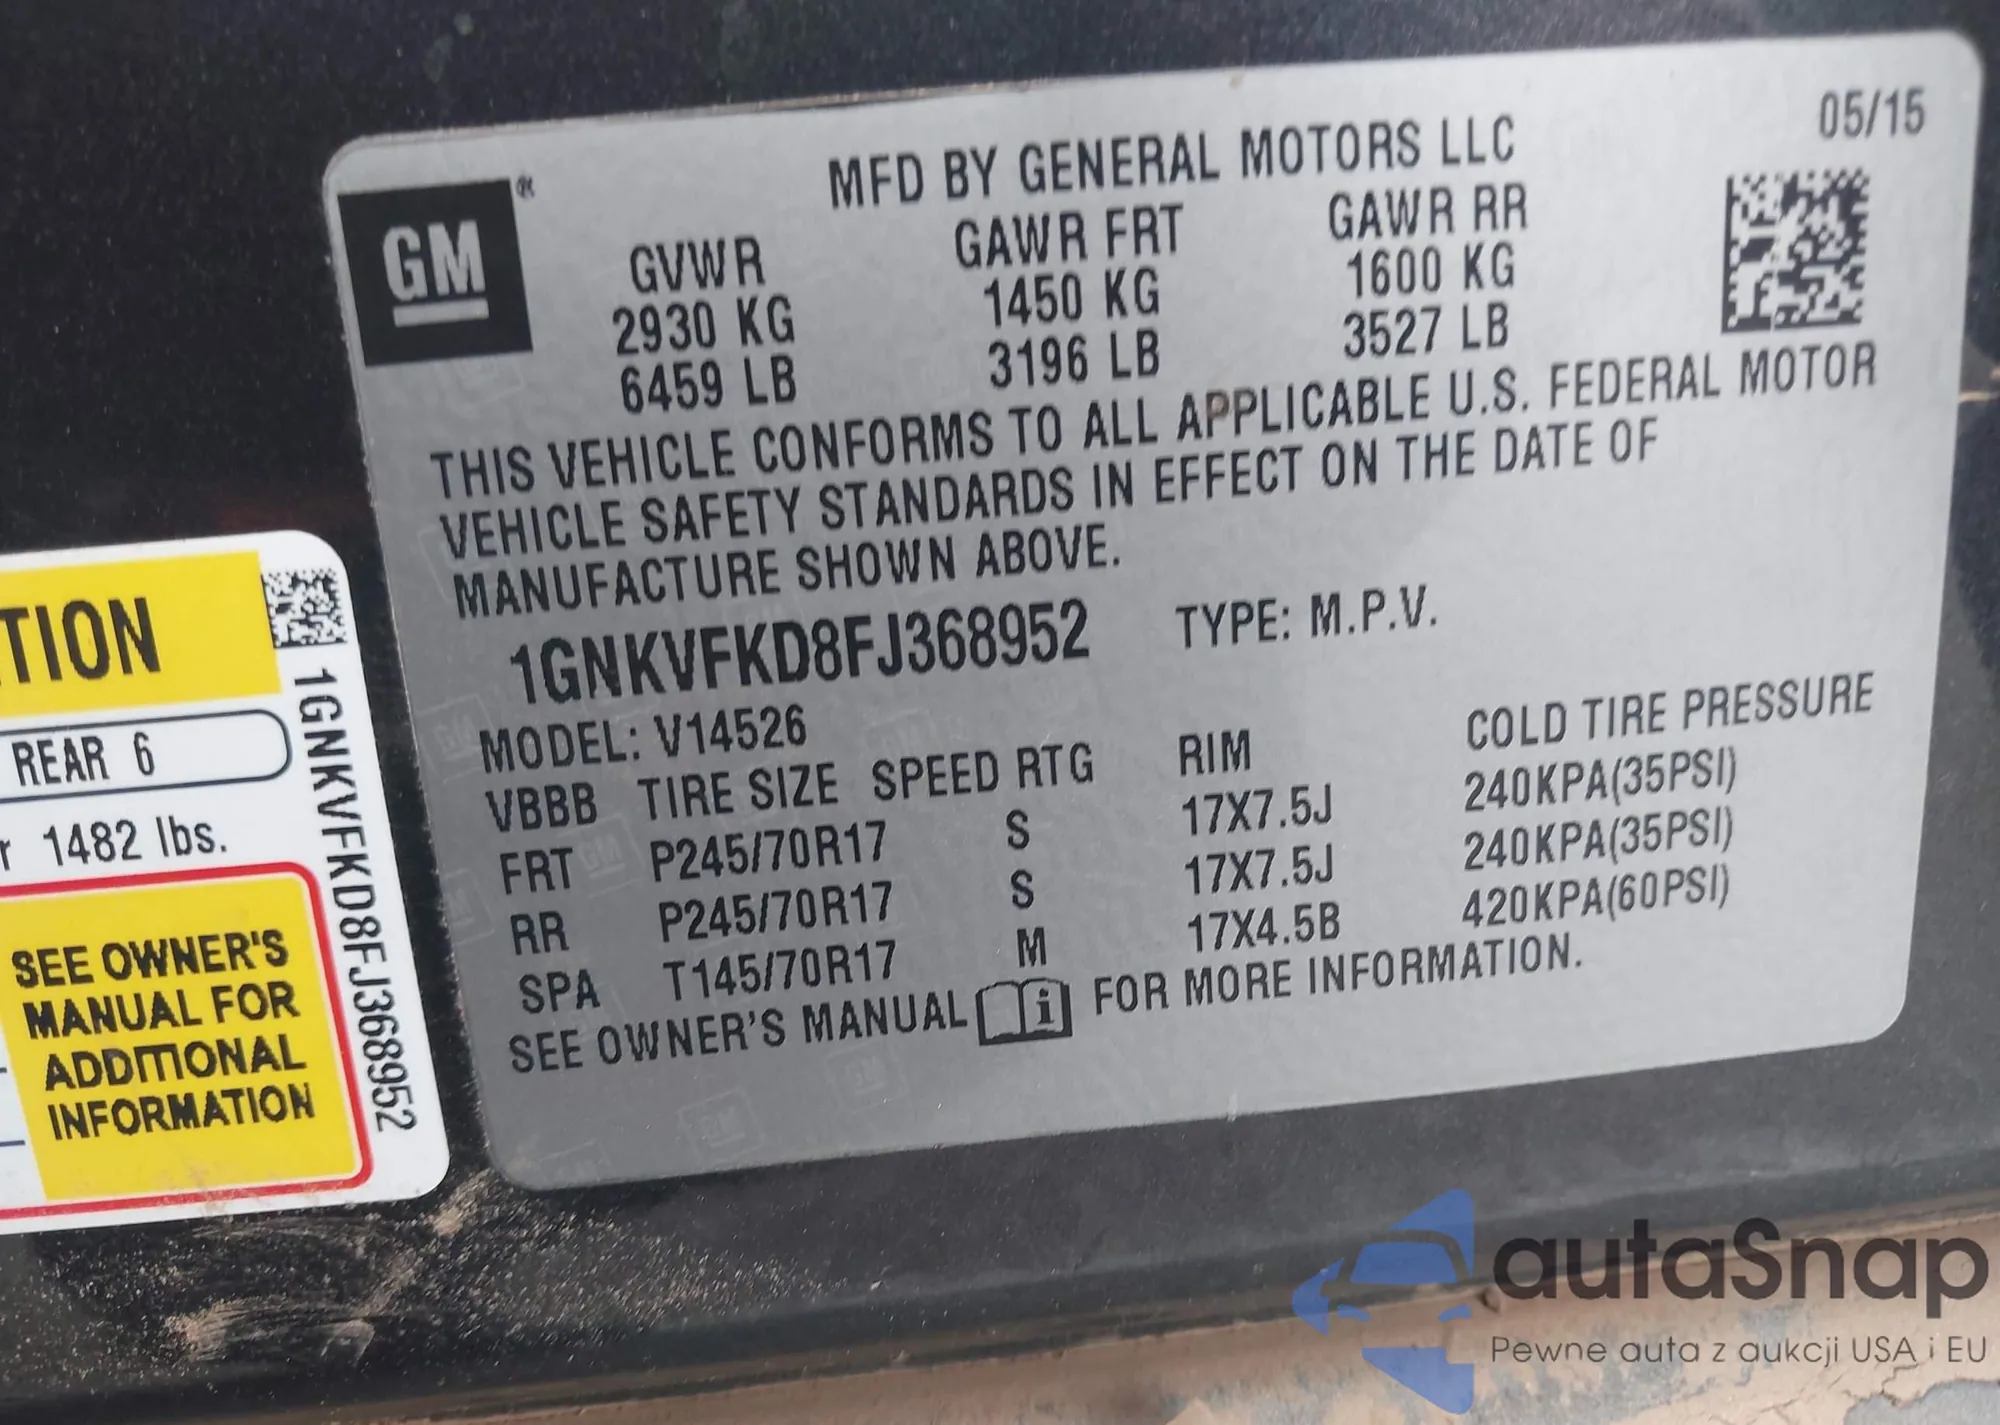 05/15
MFD BY GENERAL MOTORS LLC
GM®
GVWR GAWR FRT GAWR RR
2930 KG 1450 KG 1600 KG
6459 LB 3196 LB 3527 LB
THIS VEHICLE CONFORMS TO ALL APPLICABLE U.S. FEDERAL MOTOR
VEHICLE SAFETY STANDARDS IN EFFECT ON THE DATE OF
MANUFACTURE SHOWN ABOVE.
1GNKVFKD8FJ368952 TYPE: M.P.V.
MODEL: V14526
VBBB TIRE SIZE SPEED RTG RIM COLD TIRE PRESSURE
FRT P245/70R17 S 17X7.5J 240KPA(35PSI)
RR P245/70R17 S 17X7.5J 240KPA(35PSI)
SPA T145/70R17 M 17X4.5B 420KPA(60PSI)
SEE OWNER'S MANUAL i FOR MORE INFORMATION.
TION
REAR 6
r 1482 lbs.
SEE OWNER'S
MANUAL FOR
ADDITIONAL
INFORMATION
1GNKVFKD8FJ368952
autaSnap
Pewne auta z aukcji USA i EU